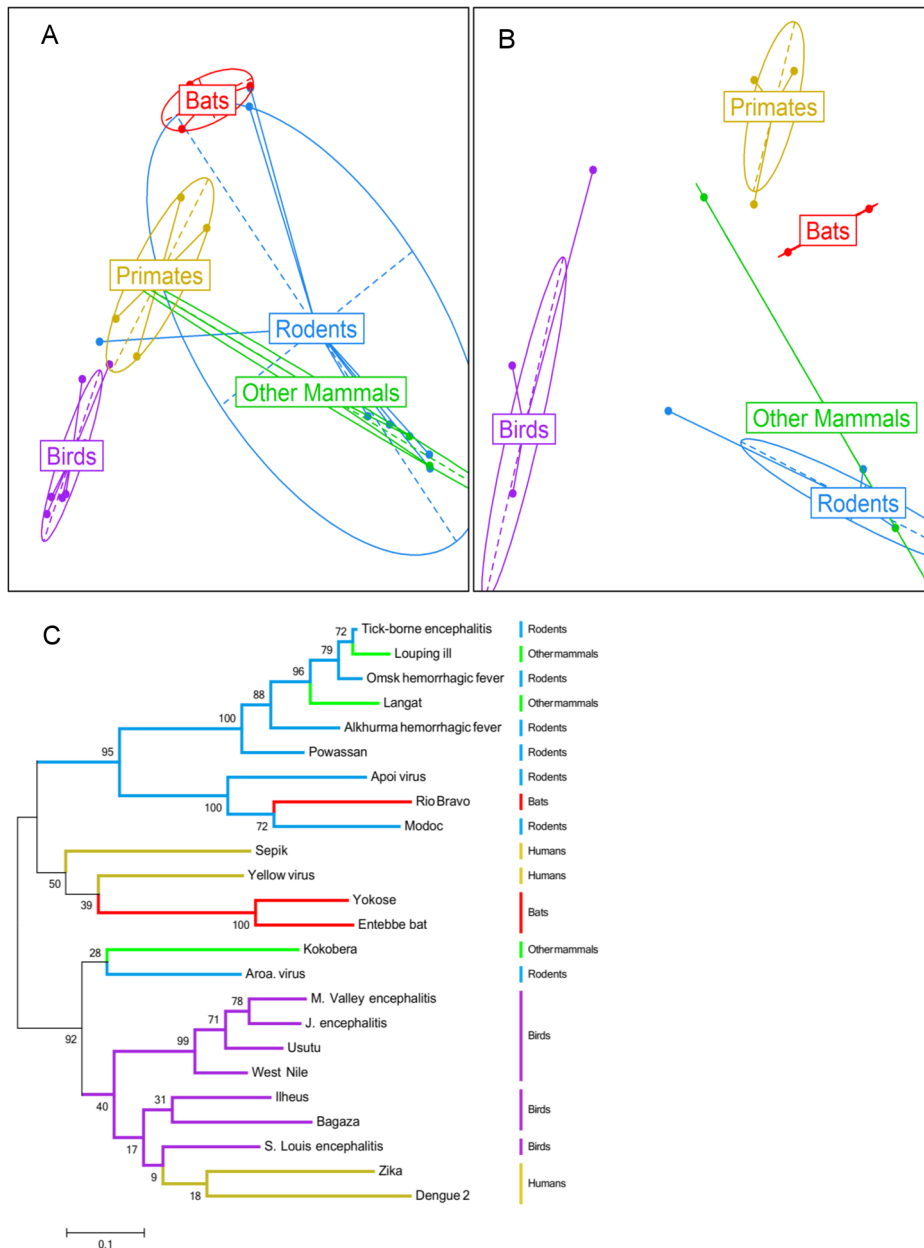 A
Bats
Primates
Rodents
Other Mammals
Birds
B
Primates
Bats
Other Mammals
Birds
Rodents
C
72 Tick-borne encephalitis Rodents
79 Louping ill Othermammals
96 Omsk hemorrhagic fever Rodents
88 Langat Othermammals
100 Alkhurma hemorrhagic fever Rodents
95 Powassan Rodents
Apoi virus Rodents
100 Rio Bravo Bats
72 Modoc Rodents
Sepik Humans
50 Yellow virus Humans
39 Yokose
Bats
100 Entebbe bat
28 Kokobera Othermammals
Aroa. virus Rodents
78 M. Valley encephalitis
71 J. encephalitis
92 Birds
99 Usutu
West Nile
40 31 Ilheus
Birds
17 Bagaza
S. Louis encephalitis Birds
9 Zika
Humans
18 Dengue 2
0.1